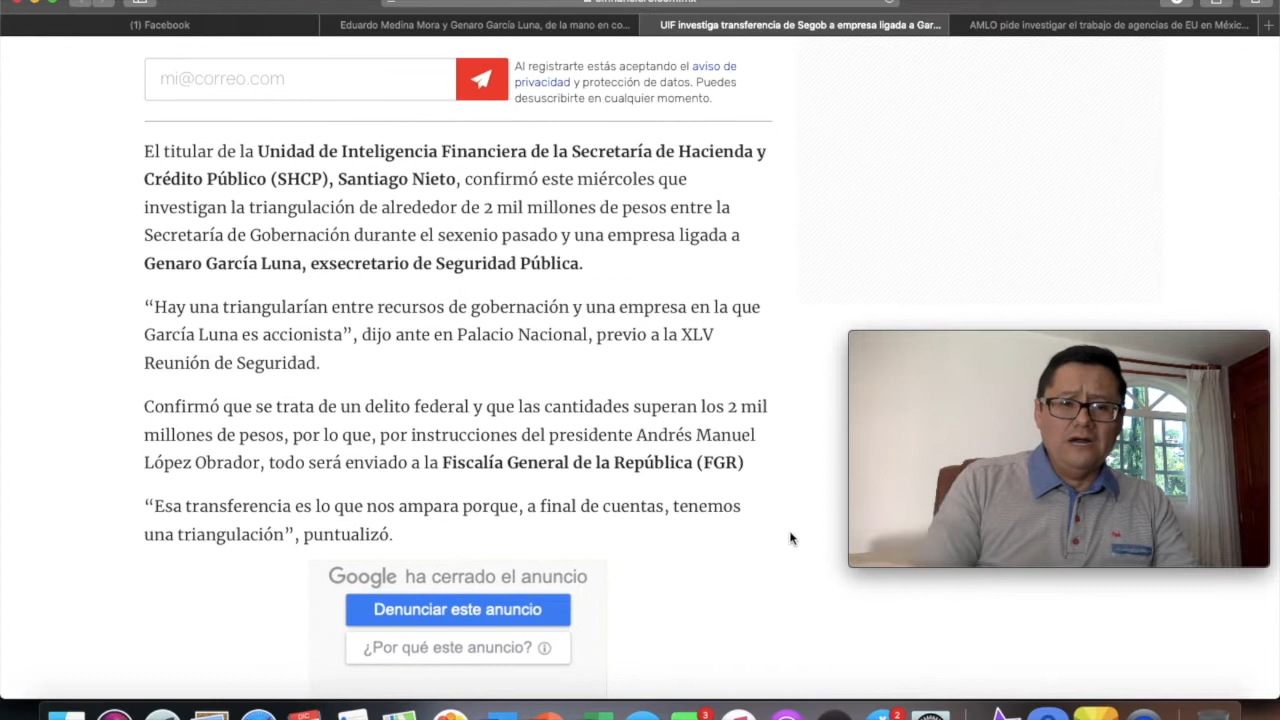 (1) Facebook
Eduardo Medina Mora y Genaro García Luna, de la mano en co...
UIF investiga transferencia de Segob a empresa ligada a Gar...
AMLO pide investigar el trabajo de agencias de EU en Méxic...
mi@correo.com
Al registrarte estás aceptando el aviso de
privacidad y protección de datos. Puedes
desuscribirte en cualquier momento.
El titular de la Unidad de Inteligencia Financiera de la Secretaría de Hacienda y
Crédito Público (SHCP), Santiago Nieto, confirmó este miércoles que
investigan la triangulación de alrededor de 2 mil millones de pesos entre la
Secretaría de Gobernación durante el sexenio pasado y una empresa ligada a
Genaro García Luna, exsecretario de Seguridad Pública.
“Hay una triangularían entre recursos de gobernación y una empresa en la que
García Luna es accionista”, dijo ante en Palacio Nacional, previo a la XLV
Reunión de Seguridad.
Confirmó que se trata de un delito federal y que las cantidades superan los 2 mil
millones de pesos, por lo que, por instrucciones del presidente Andrés Manuel
López Obrador, todo será enviado a la Fiscalía General de la República (FGR)
“Esa transferencia es lo que nos ampara porque, a final de cuentas, tenemos
una triangulación”, puntualizó.
Google ha cerrado el anuncio
Denunciar este anuncio
¿Por qué este anuncio?
3
2